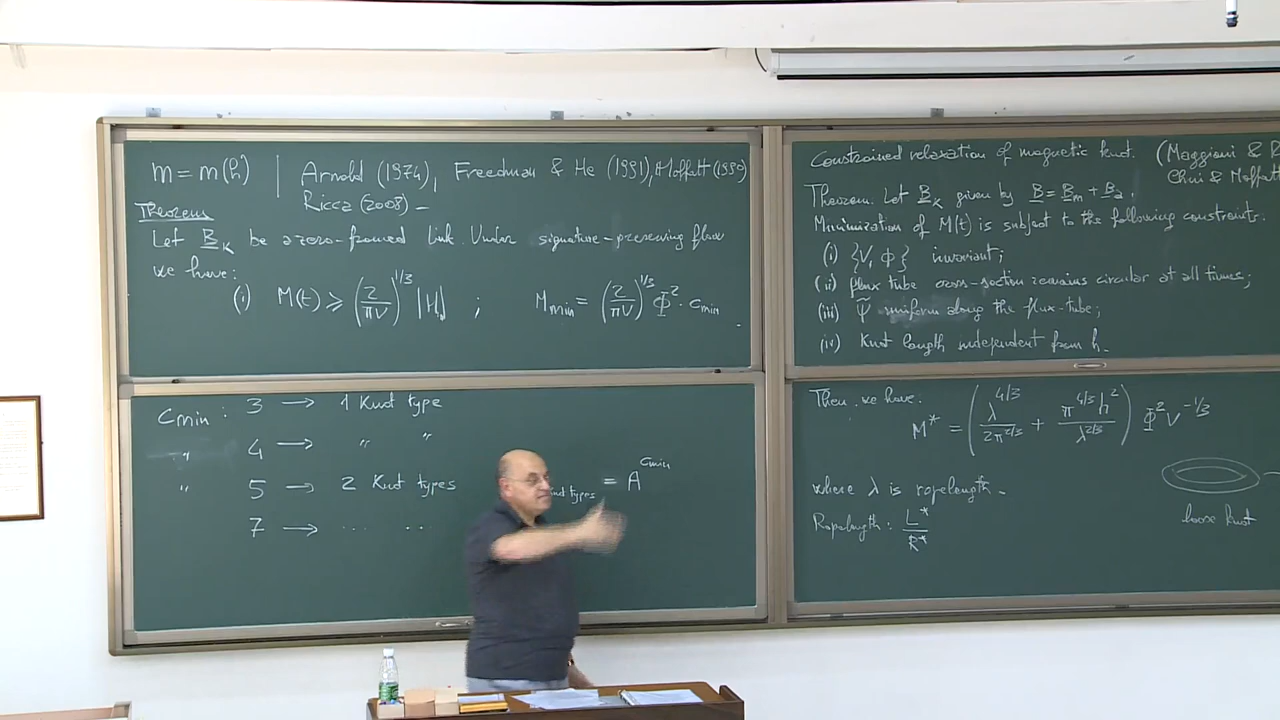 m = m(h) | Arnold (1974), Freedman & He (1991), Moffatt (1990)
Ricca (2008) –
Theorem
Let B_K be a zero-framed link. Under signature-preserving flux
we have:
(i) M(t) ⩾ (2/πV)^{1/3} |H| ; M_min = (2/πV)^{1/3} Φ² · c_min .
C_min : 3 → 1 Knot type
" 4 → " "
" 5 → 2 Knot types
7 → ... ..
knot types = A^{c_min}
Constrained relaxation of magnetic knot. (Maggioni & R
Chui & Moffatt
Theorem. Let B_K given by B = B_m + B_a .
Minimization of M(t) is subject to the following constraints:
(i) {V, Φ} invariant;
(ii) flux tube cross-section remains circular at all times;
(iii) Ψ̃ uniform along the flux-tube;
(iv) Knot length independent from h.
Then we have.
M* = (λ^{4/3}/2π^{2/3} + π^{4/3}h²/λ^{2/3}) Φ² V^{-1/3}
where λ is ropelength.
Ropelength: L*/R*
loose knot